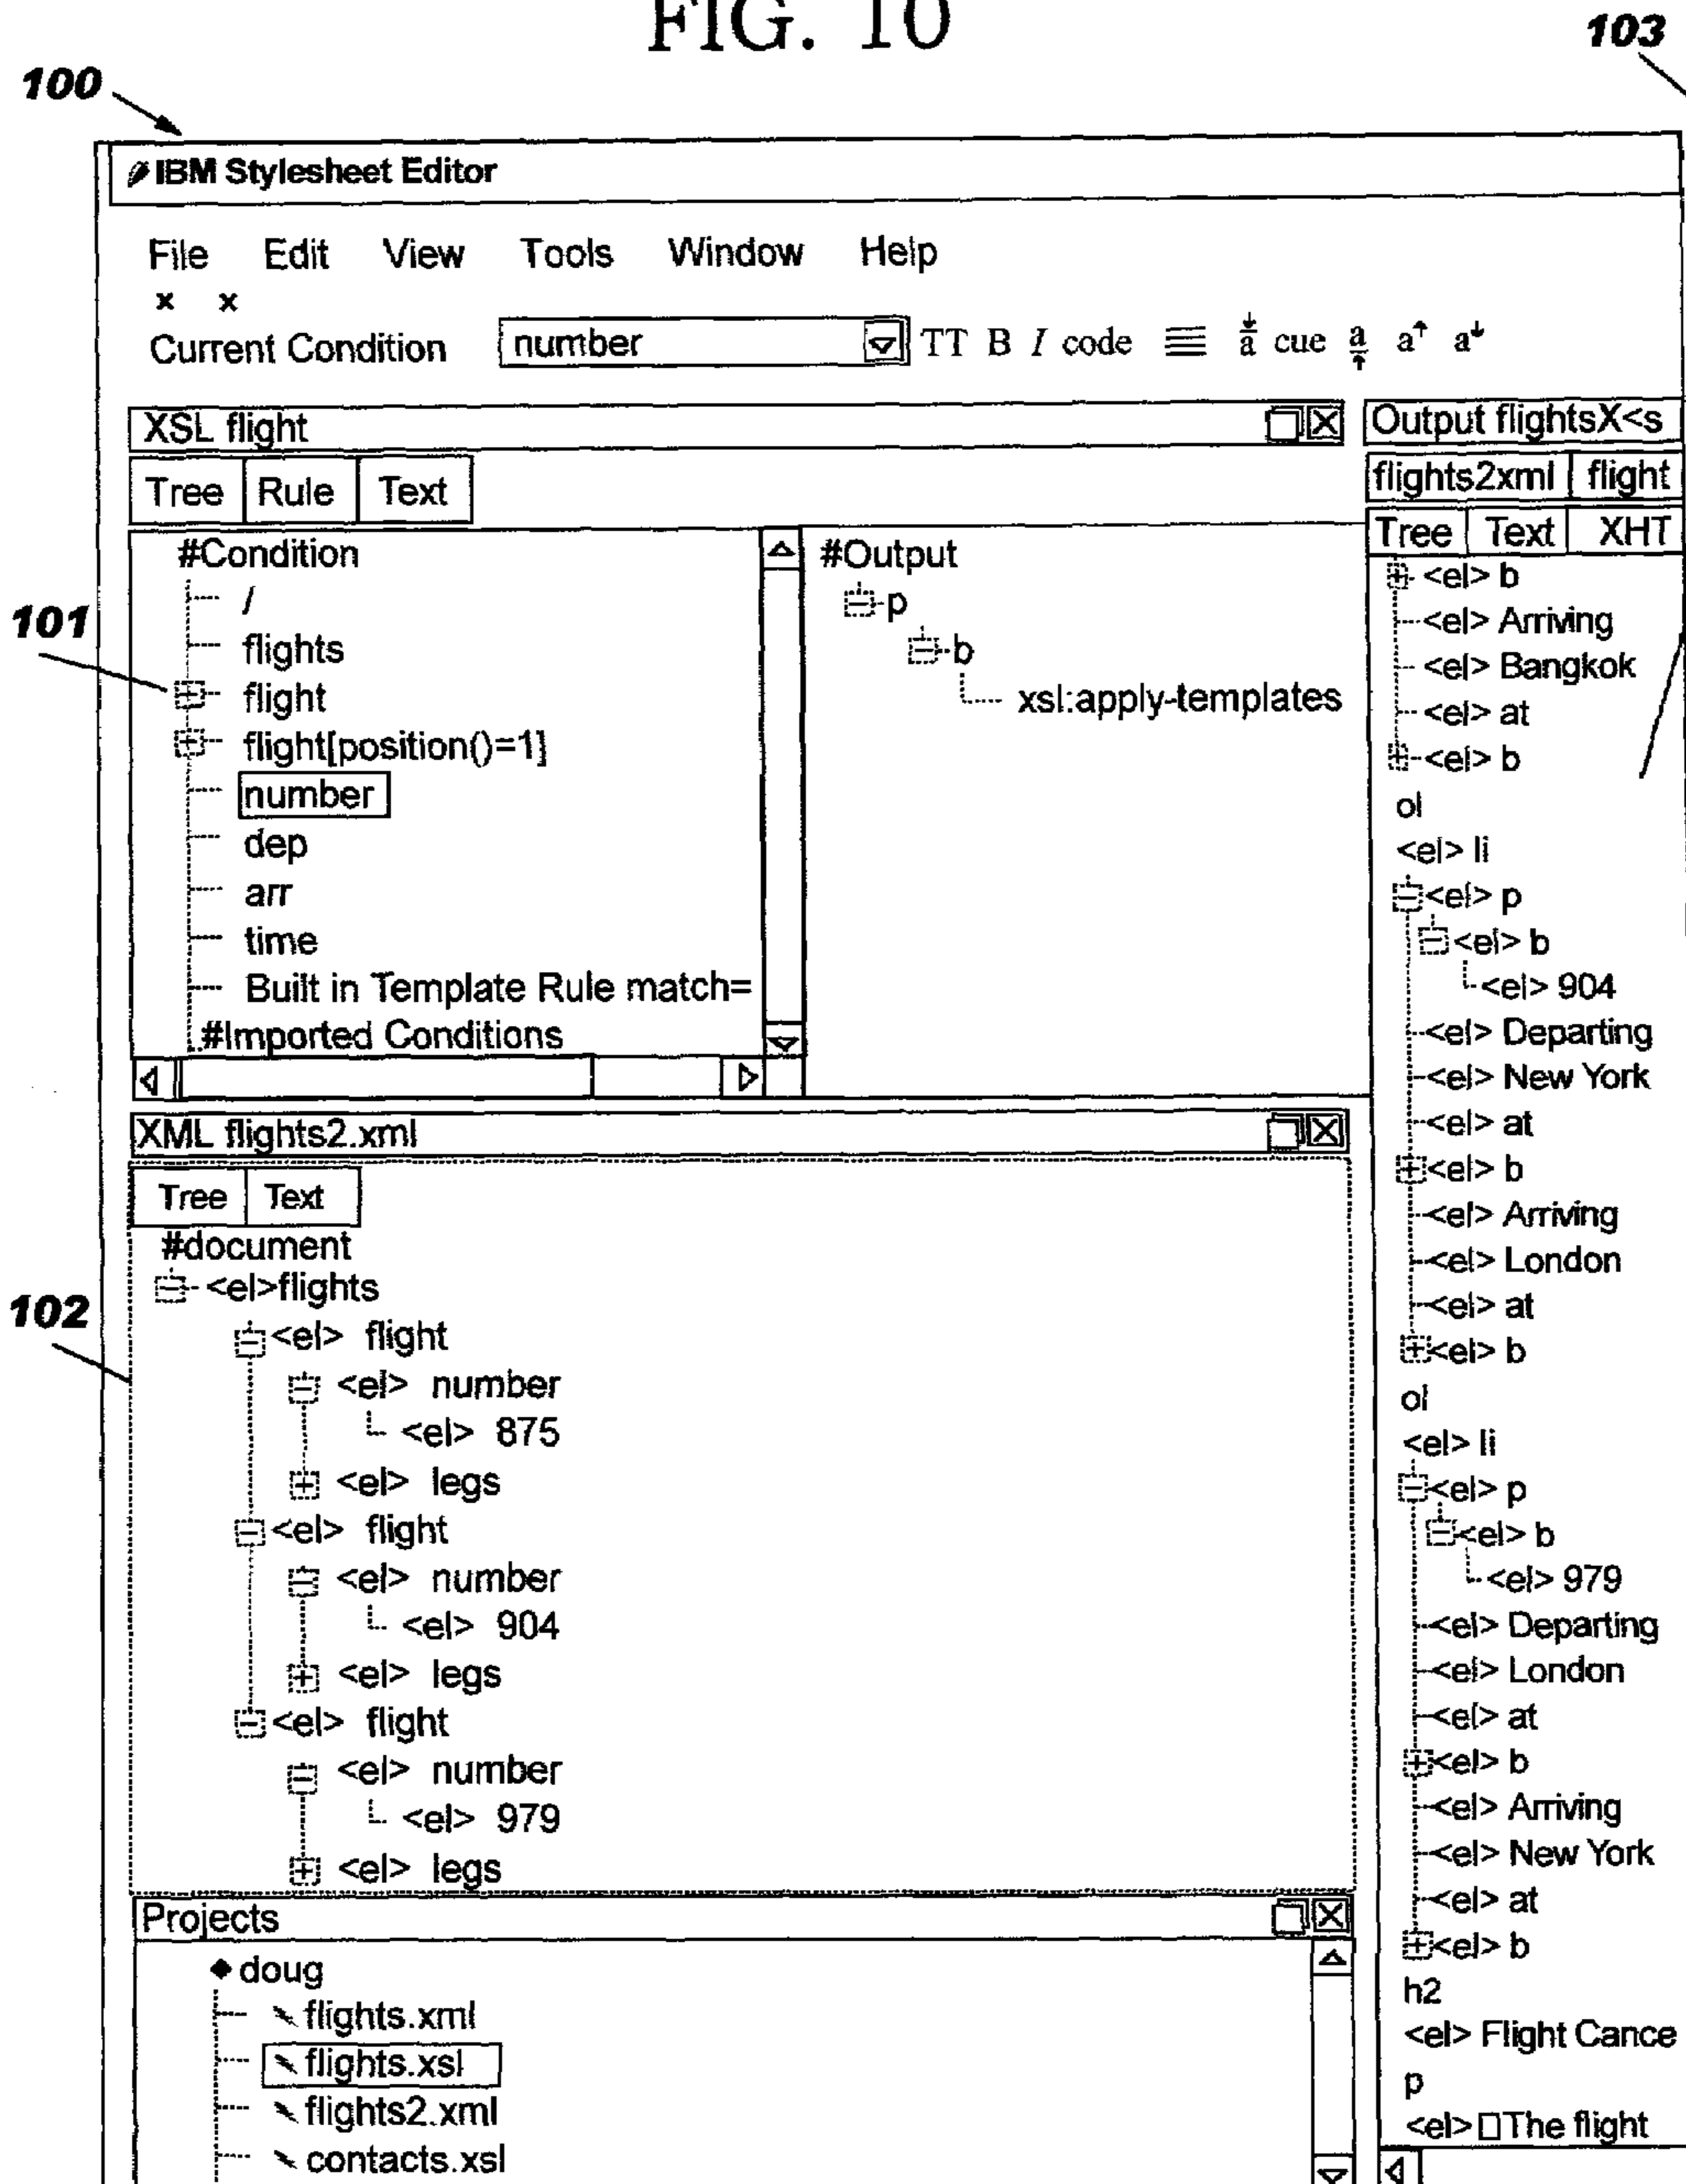 FIG. 10
103
100
IBM Stylesheet Editor
File Edit View Tools Window Help
x x
Current Condition number TT B I code a cue a a a
XSL flight
Tree Rule Text
#Condition
/
101
flights
flight
flight[position()=1]
number
dep
arr
time
Built in Template Rule match=
#Imported Conditions
#Output
p
b
xsl:apply-templates
XML flights2.xml
Tree Text
#document
<el>flights
102
<el> flight
<el> number
<el> 875
<el> legs
<el> flight
<el> number
<el> 904
<el> legs
<el> flight
<el> number
<el> 979
<el> legs
Projects
doug
flights.xml
flights.xsl
flights2.xml
contacts.xsl
Output flightsX<s
flights2xml flight
Tree Text XHT
<el> b
<el> Arriving
<el> Bangkok
<el> at
<el> b
ol
<el> li
<el> p
<el> b
<el> 904
<el> Departing
<el> New York
<el> at
<el> b
<el> Arriving
<el> London
<el> at
<el> b
ol
<el> li
<el> p
<el> b
<el> 979
<el> Departing
<el> London
<el> at
<el> b
<el> Arriving
<el> New York
<el> at
<el> b
h2
<el> Flight Cance
p
<el> The flight